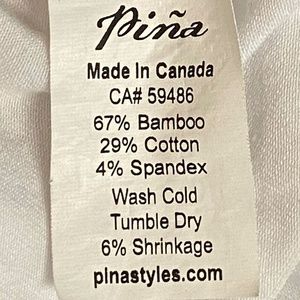 Piña
Made In Canada
CA# 59486
67% Bamboo
29% Cotton
4% Spandex
Wash Cold
Tumble Dry
6% Shrinkage
pinastyles.com